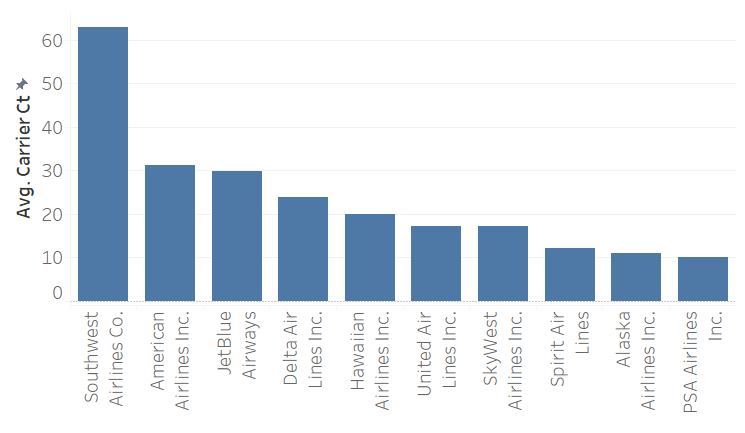 Avg. Carrier Ct
60
50
40
30
20
10
0
Southwest
Airlines Co.
American
Airlines Inc.
JetBlue
Airways
Delta Air
Lines Inc.
Hawaiian
Airlines Inc.
United Air
Lines Inc.
SkyWest
Airlines Inc.
Spirit Air
Lines
Alaska
Airlines Inc.
PSA Airlines
Inc.